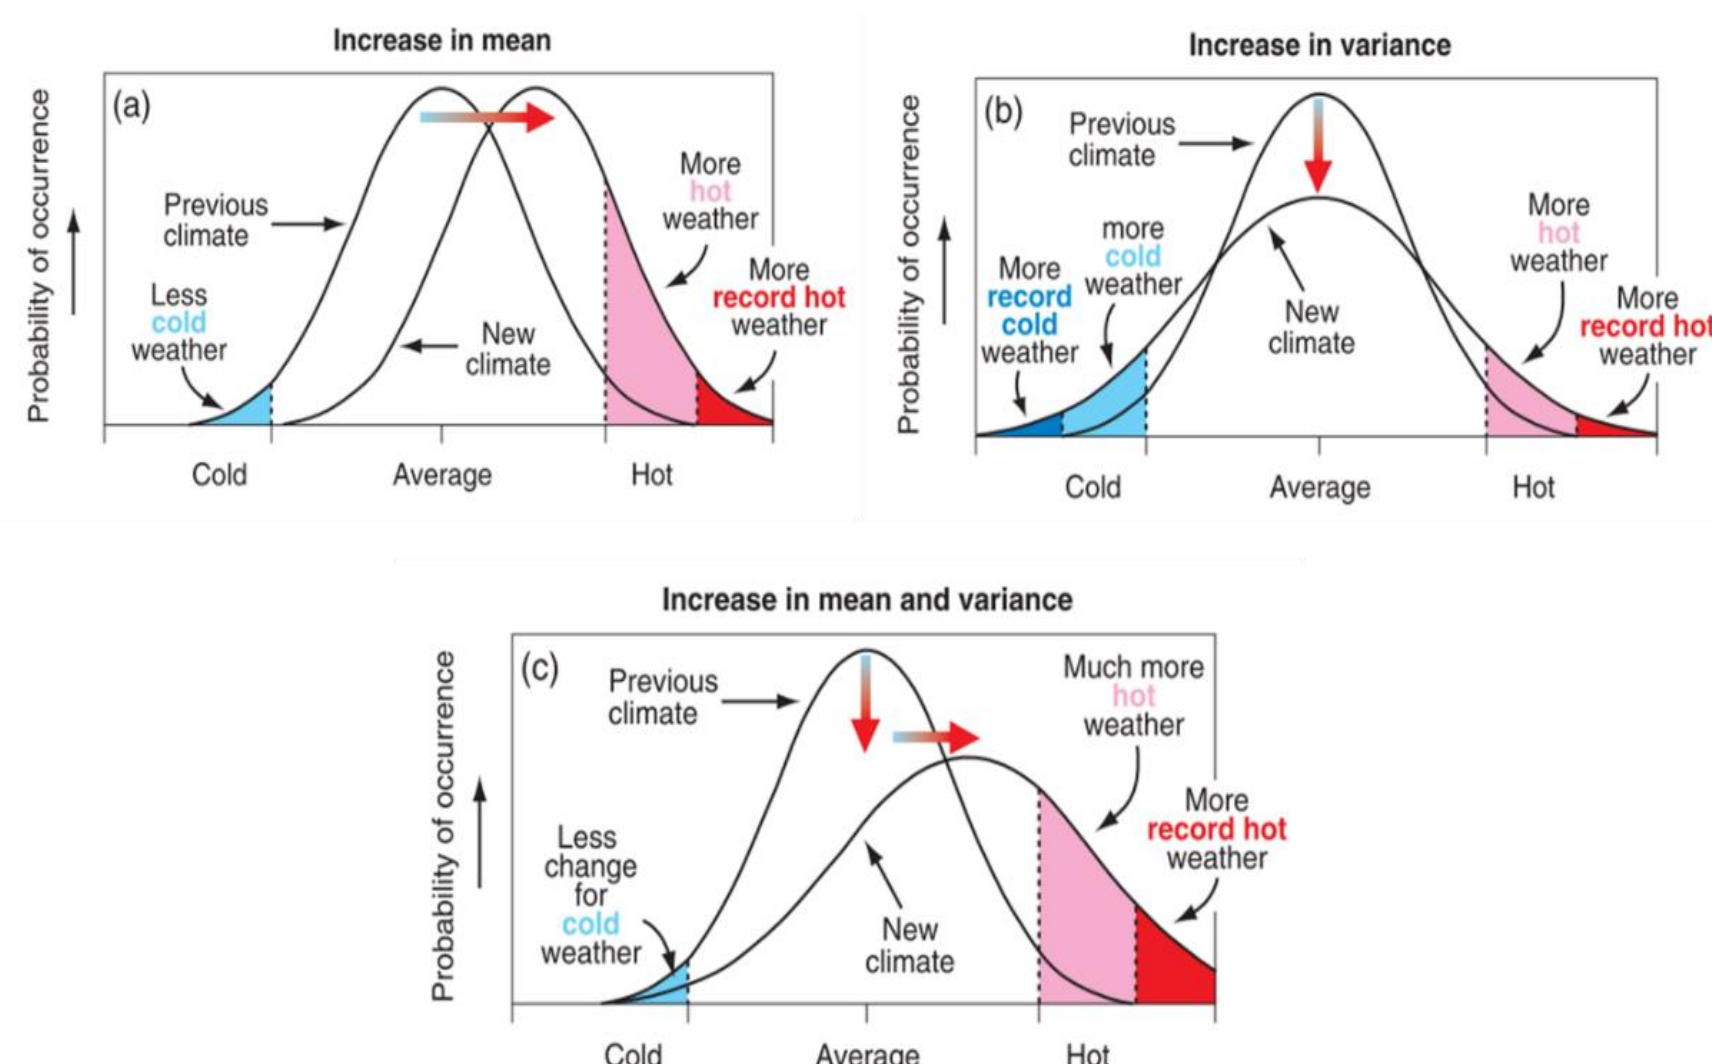 Increase in mean
(a)
Probability of occurrence
Previous
climate
Less
cold
weather
New
climate
More
hot
weather
More
record hot
weather
Cold
Average
Hot
Increase in variance
(b)
Probability of occurrence
Previous
climate
More
record
cold
weather
more
cold
weather
New
climate
More
hot
weather
More
record hot
weather
Cold
Average
Hot
Increase in mean and variance
(c)
Probability of occurrence
Previous
climate
Less
change
for
cold
weather
New
climate
Much more
hot
weather
More
record hot
weather
Cold
Average
Hot